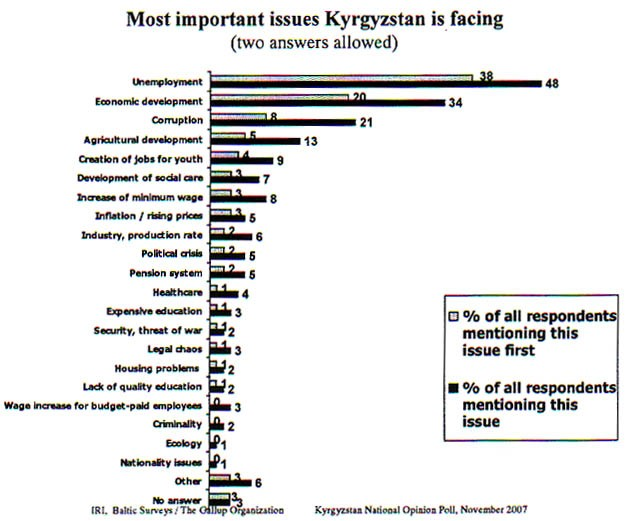 Most important issues Kyrgyzstan is facing
(two answers allowed)
Unemployment 38 48
Economic development 20 34
Corruption 8 21
Agricultural development 5 13
Creation of jobs for youth 4 9
Development of social care 3 7
Increase of minimum wage 3 8
Inflation / rising prices 3 5
Industry, production rate 2 6
Political crisis 2 5
Pension system 2 5
Healthcare 1 4
Expensive education 1 3
Security, threat of war 1 2
Legal chaos 1 3
Housing problems 1 2
Lack of quality education 1 2
Wage increase for budget-paid employees 0 3
Criminality 0 2
Ecology 0 1
Nationality issues 0 1
Other 3 6
No answer 3 3
% of all respondents
mentioning this
issue first
% of all respondents
mentioning this
issue
IRI, Baltic Surveys / The Gallup Organization Kyrgyzstan National Opinion Poll, November 2007